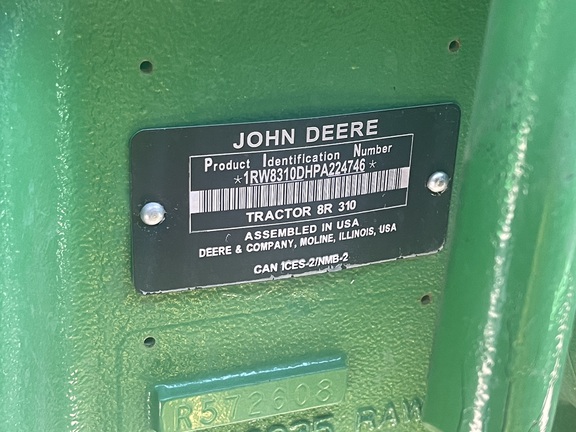 JOHN DEERE
Product Identification Number
*1RW8310DHPA224746*
TRACTOR 8R 310
ASSEMBLED IN USA
DEERE & COMPANY, MOLINE, ILLINOIS, USA
CAN ICES-2/NMB-2
R572608